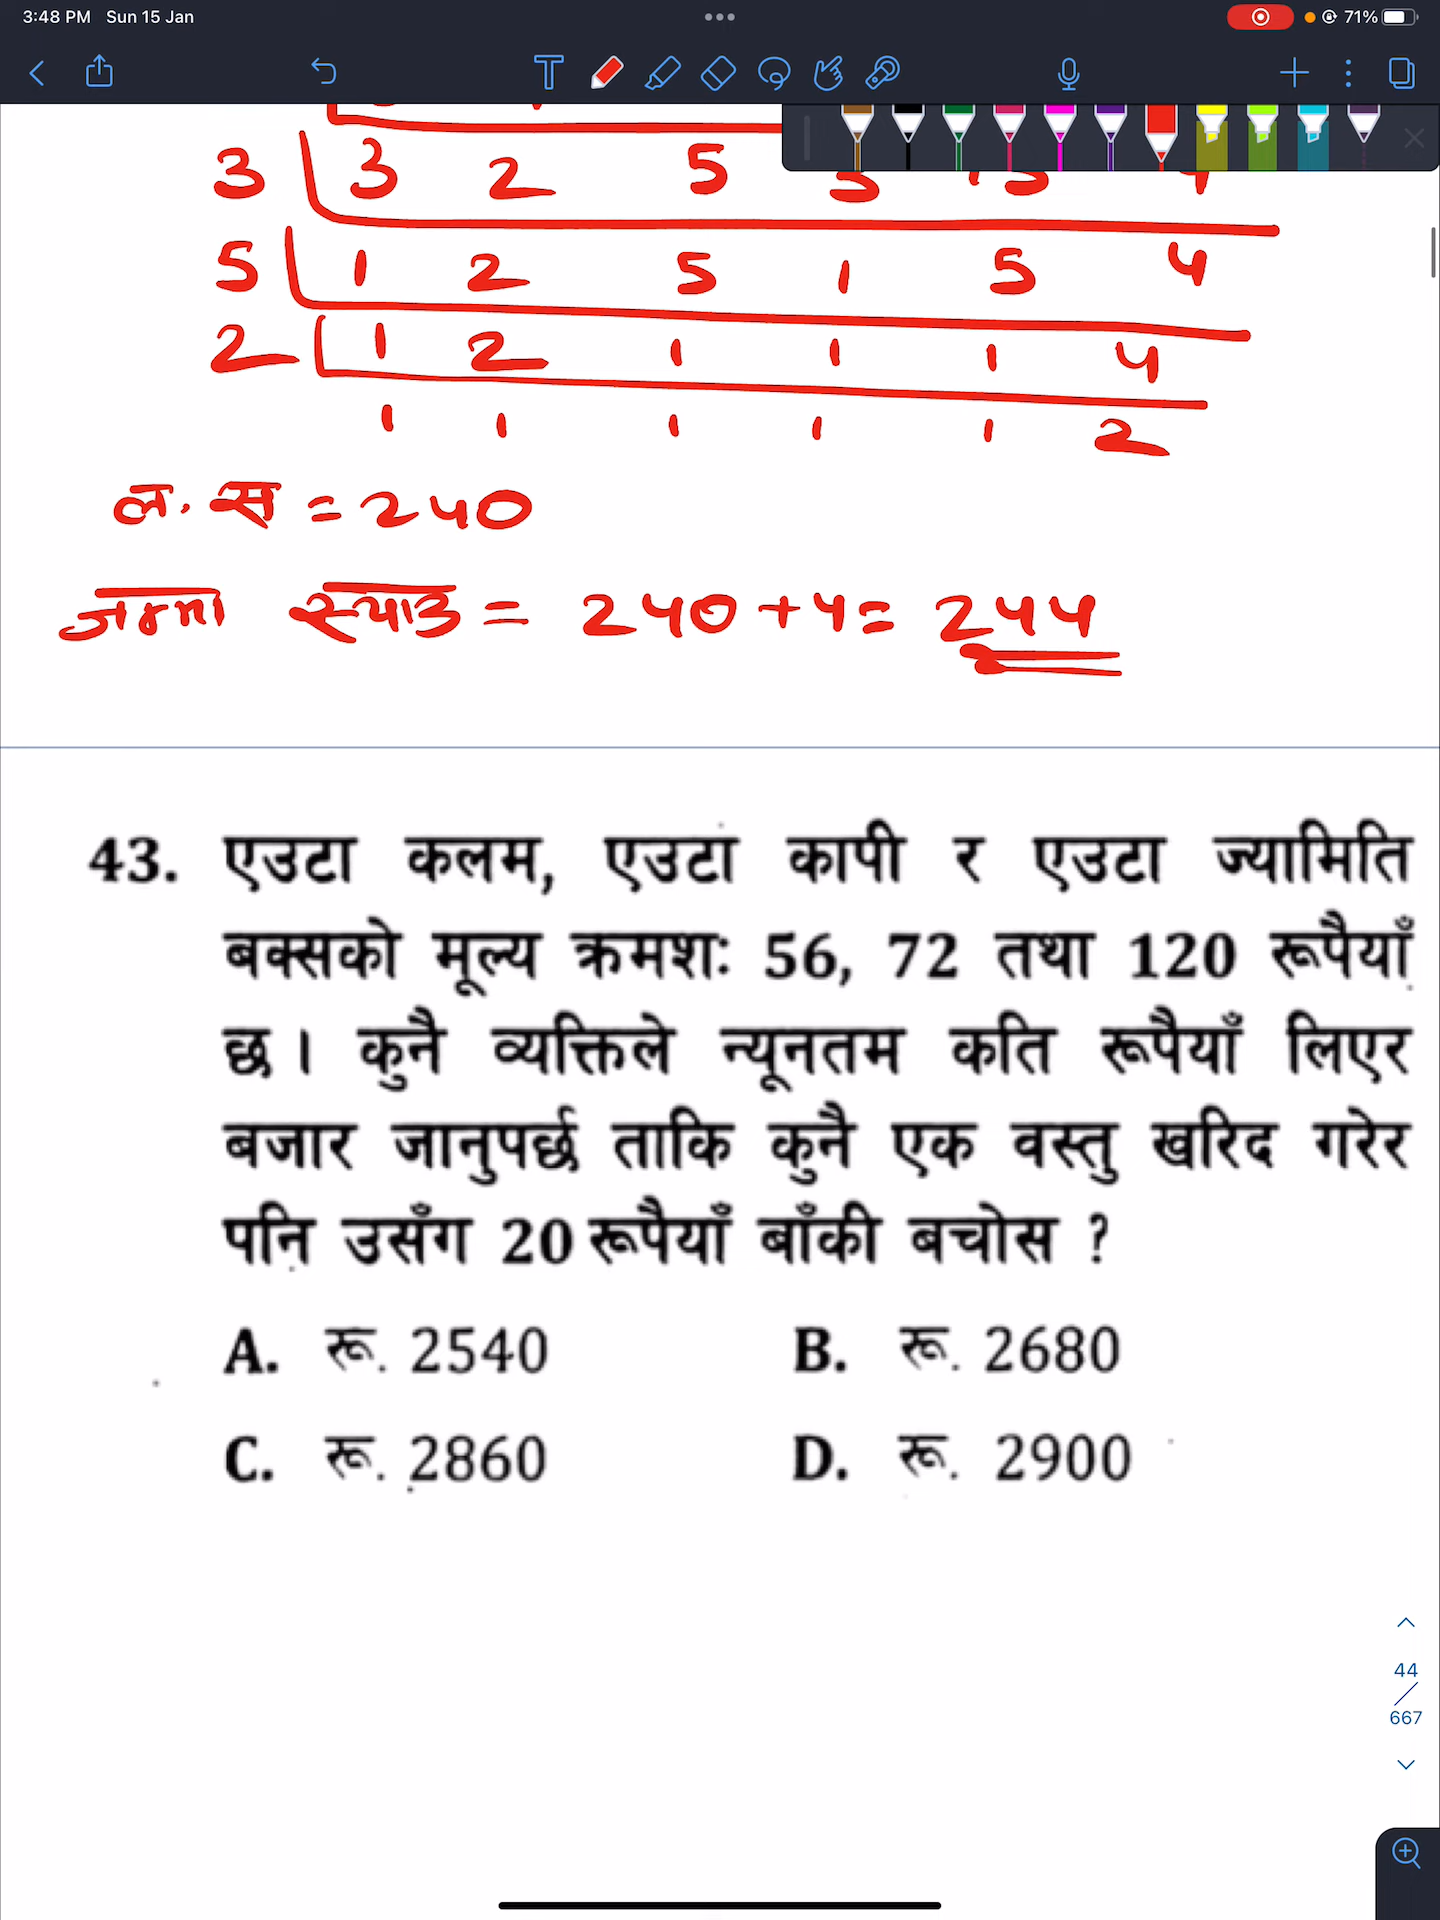 3:48 PM Sun 15 Jan
71%
3 3 2 5 5 15 4
5 1 2 5 1 5 4
2 1 2 1 1 1 4
1 1 1 1 1 2
ल. स = 240
जम्मा स्याउ = 240 + 4 = 244
43. एउटा कलम, एउटा कापी र एउटा ज्यामिति
बक्सको मूल्य क्रमशः 56, 72 तथा 120 रूपैयाँ
छ। कुनै व्यक्तिले न्यूनतम कति रूपैयाँ लिएर
बजार जानुपर्छ ताकि कुनै एक वस्तु खरिद गरेर
पनि उसँग 20 रूपैयाँ बाँकी बचोस ?
A. रू. 2540 B. रू. 2680
C. रू. 2860 D. रू. 2900
44
667